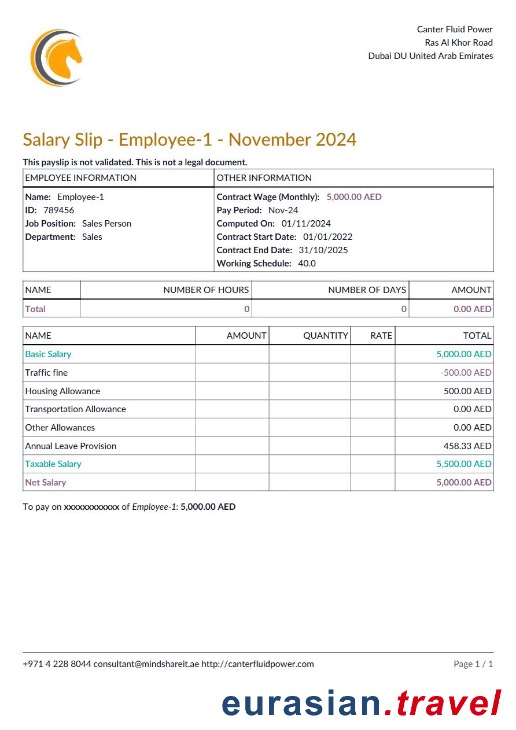 Canter Fluid Power
Ras Al Khor Road
Dubai DU United Arab Emirates
Salary Slip - Employee-1 - November 2024
This payslip is not validated. This is not a legal document.
EMPLOYEE INFORMATION OTHER INFORMATION
Name: Employee-1 Contract Wage (Monthly): 5,000.00 AED
ID: 789456 Pay Period: Nov-24
Job Position: Sales Person Computed On: 01/11/2024
Department: Sales Contract Start Date: 01/01/2022
Contract End Date: 31/10/2025
Working Schedule: 40.0
NAME NUMBER OF HOURS NUMBER OF DAYS AMOUNT
Total 0 0 0.00 AED
NAME AMOUNT QUANTITY RATE TOTAL
Basic Salary 5,000.00 AED
Traffic fine -500.00 AED
Housing Allowance 500.00 AED
Transportation Allowance 0.00 AED
Other Allowances 0.00 AED
Annual Leave Provision 458.33 AED
Taxable Salary 5,500.00 AED
Net Salary 5,000.00 AED
To pay on xxxxxxxxxxxx of Employee-1: 5,000.00 AED
+971 4 228 8044 consultant@mindshareit.ae http://canterfluidpower.com Page 1 / 1
eurasian.travel